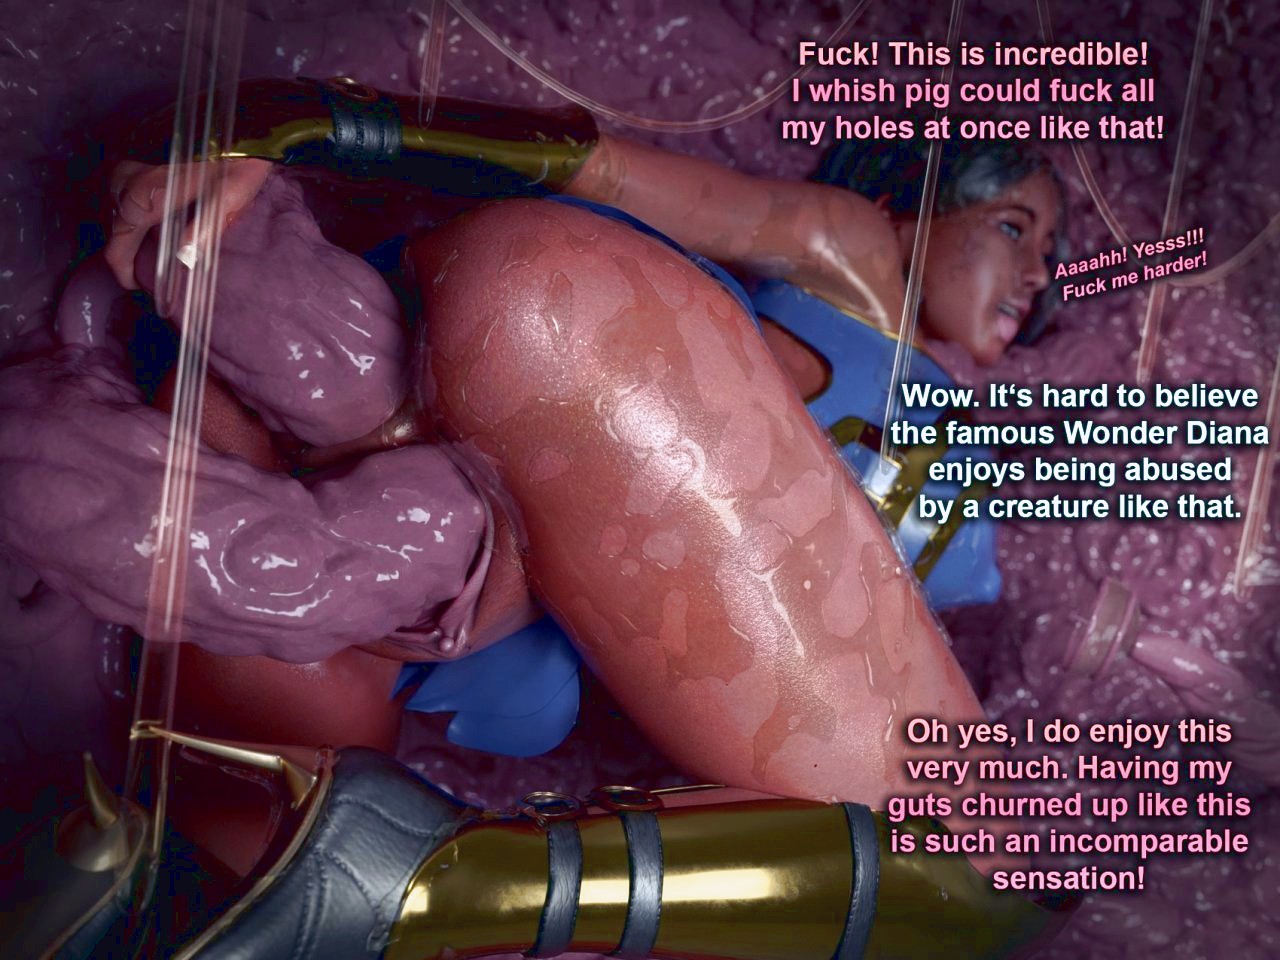 Fuck! This is incredible!
I whish pig could fuck all
my holes at once like that!
Aaaahh! Yesss!!!
Fuck me harder!
Wow. It‘s hard to believe
the famous Wonder Diana
enjoys being abused
by a creature like that.
Oh yes, I do enjoy this
very much. Having my
guts churned up like this
is such an incomparable
sensation!